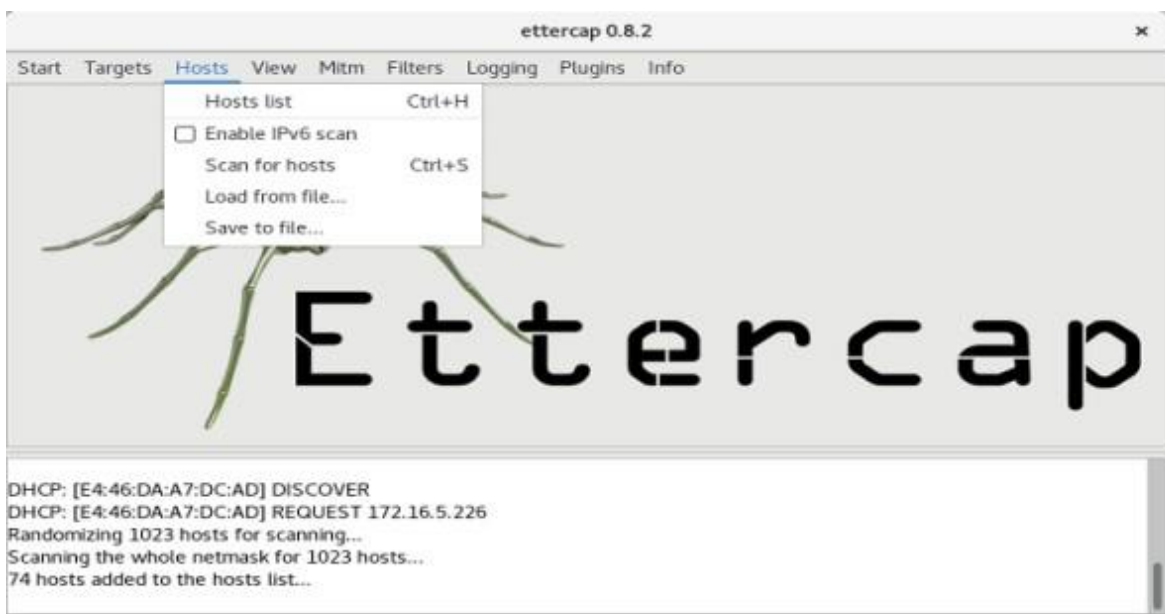 ettercap 0.8.2 ×
Start Targets Hosts View Mitm Filters Logging Plugins Info
Hosts list Ctrl+H
Enable IPv6 scan
Scan for hosts Ctrl+S
Load from file...
Save to file...
Ettercap
DHCP: [E4:46:DA:A7:DC:AD] DISCOVER
DHCP: [E4:46:DA:A7:DC:AD] REQUEST 172.16.5.226
Randomizing 1023 hosts for scanning...
Scanning the whole netmask for 1023 hosts...
74 hosts added to the hosts list...